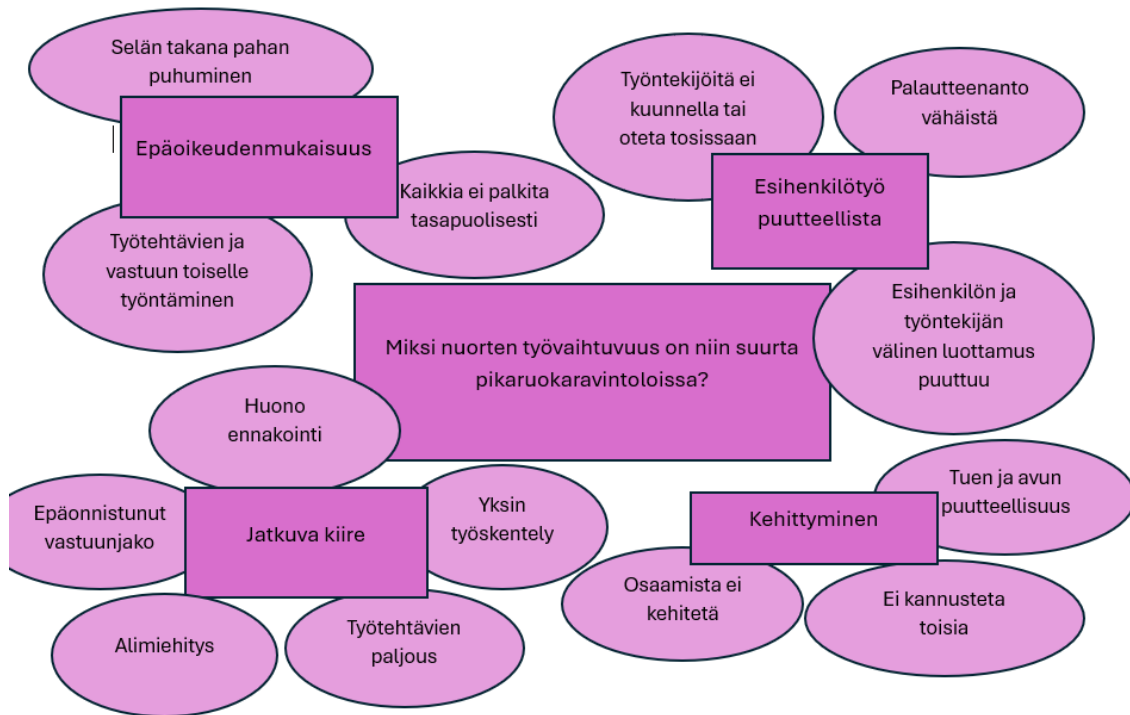 Selän takana pahan
puhuminen
Epäoikeudenmukaisuus
Kaikkia ei palkita
tasapuolisesti
Työtehtävien ja
vastuun toiselle
työntäminen
Työntekijöitä ei
kuunnella tai
oteta tosissaan
Palautteenanto
vähäistä
Esihenkilötyö
puutteellista
Esihenkilön ja
työntekijän
välinen luottamus
puuttuu
Miksi nuorten työvaihtuvuus on niin suurta
pikaruokaravintoloissa?
Huono
ennakointi
Epäonnistunut
vastuunjako
Jatkuva kiire
Yksin
työskentely
Alimiehitys
Työtehtävien
paljous
Kehittyminen
Tuen ja avun
puutteellisuus
Osaamista ei
kehitetä
Ei kannusteta
toisia